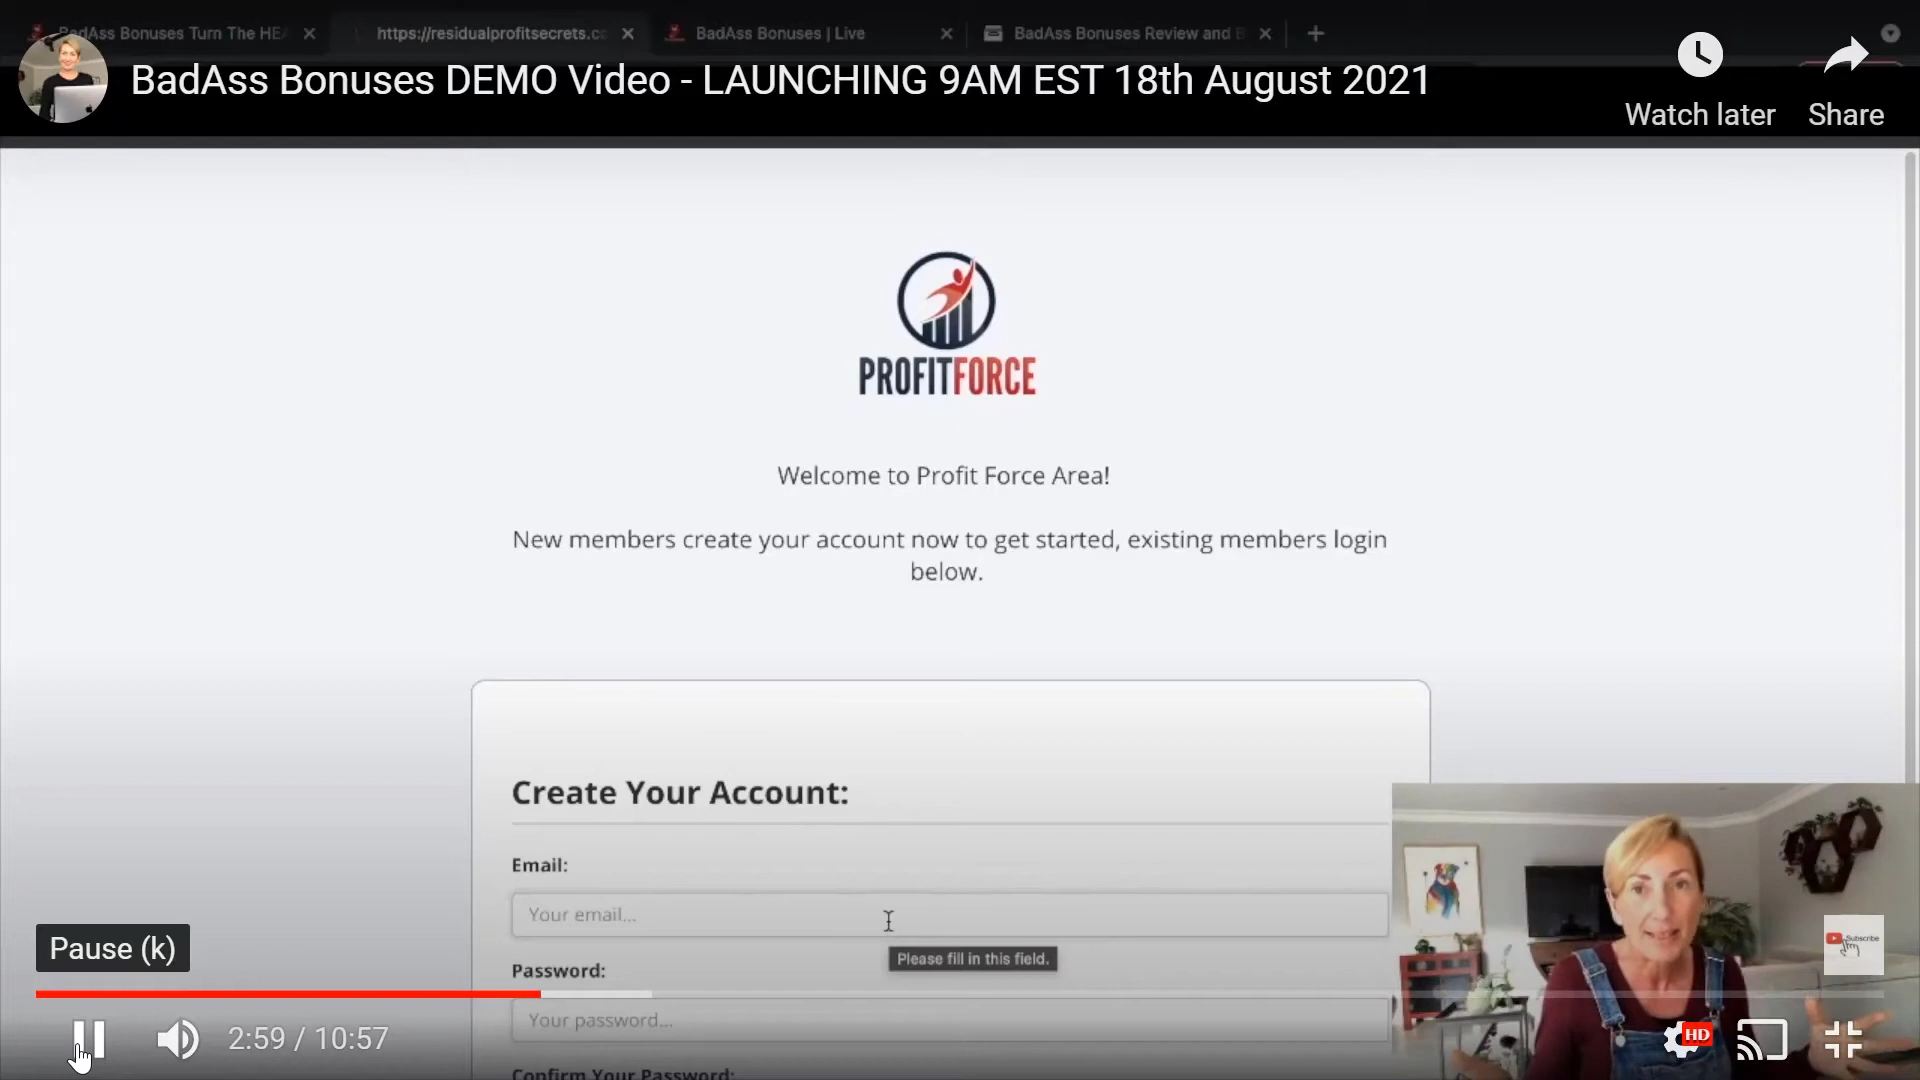 BadAss Bonuses Turn The HEA
https://residualprofitsecrets.co
BadAss Bonuses | Live
BadAss Bonuses Review and B
BadAss Bonuses DEMO Video - LAUNCHING 9AM EST 18th August 2021
Watch later
Share
PROFITFORCE
Welcome to Profit Force Area!
New members create your account now to get started, existing members login
below.
Create Your Account:
Email:
Your email...
Please fill in this field.
Password:
Your password...
Confirm Your Password:
Pause (k)
Subscribe
2:59 / 10:57
HD